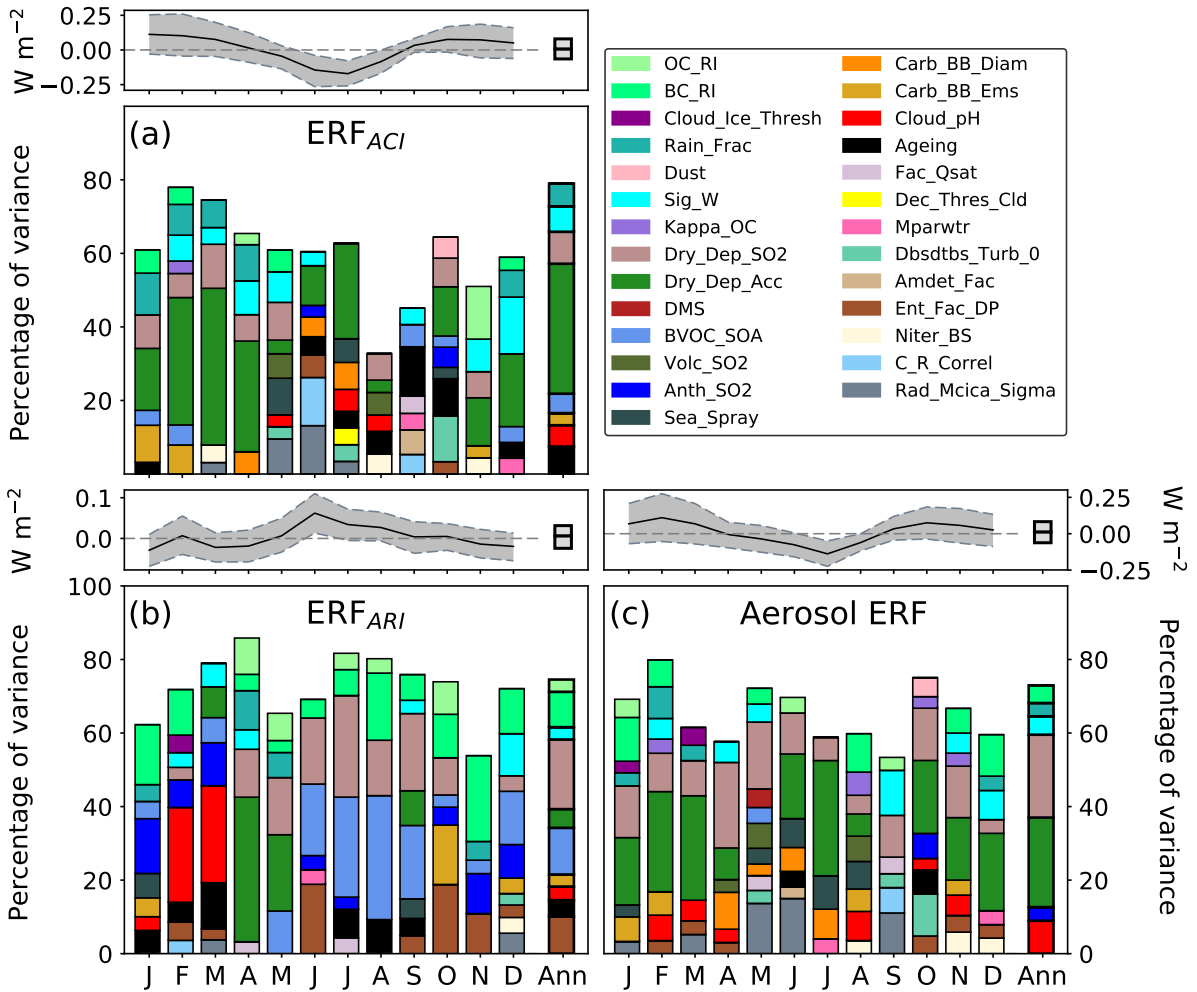 0.25
0.00
−0.25
W m⁻²
(a)
ERF_ACI
80
60
40
20
Percentage of variance
OC_RI
BC_RI
Cloud_Ice_Thresh
Rain_Frac
Dust
Sig_W
Kappa_OC
Dry_Dep_SO2
Dry_Dep_Acc
DMS
BVOC_SOA
Volc_SO2
Anth_SO2
Sea_Spray
Carb_BB_Diam
Carb_BB_Ems
Cloud_pH
Ageing
Fac_Qsat
Dec_Thres_Cld
Mparwtr
Dbsdtbs_Turb_0
Amdet_Fac
Ent_Fac_DP
Niter_BS
C_R_Correl
Rad_Mcica_Sigma
0.1
0.0
W m⁻²
0.25
0.00
−0.25
W m⁻²
(b)
ERF_ARI
100
80
60
40
20
0
Percentage of variance
J F M A M J J A S O N D Ann
(c)
Aerosol ERF
80
60
40
20
0
Percentage of variance
J F M A M J J A S O N D Ann